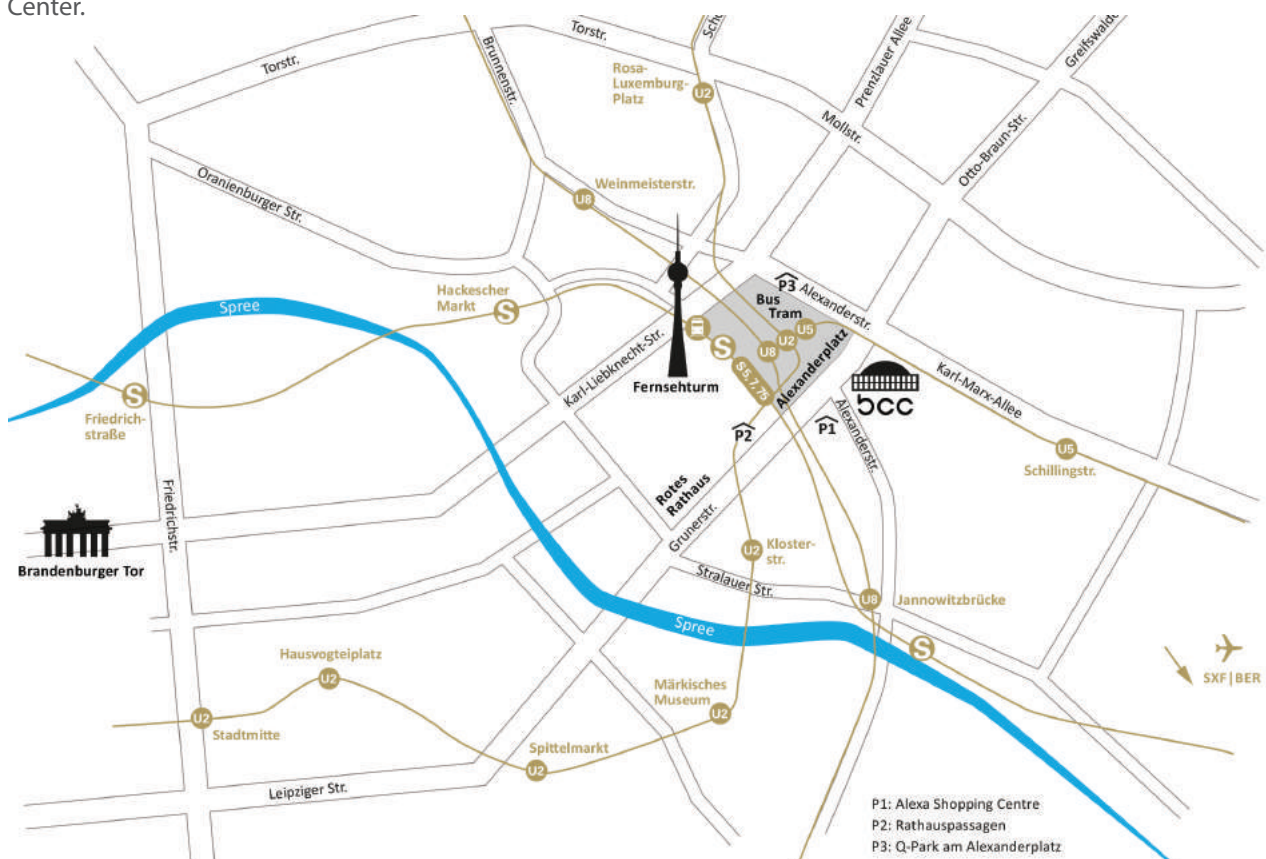 Center.
Torstr.
Brunnenstr.
Torstr.
Rosa-
Luxemburg-
Platz
U2
Prenzlauer Allee
Mollstr.
Otto-Braun-Str.
Oranienburger Str.
Weinmeisterstr.
U8
Hackescher
Markt
S
Spree
P3
Alexanderstr.
Bus
Tram
U5
U2
U8
S
S 5, 7, 75
Alexanderplatz
Karl-Liebknecht-Str.
Fernsehturm
bcc
Karl-Marx-Allee
S
Friedrich-
straße
P2
P1
Alexanderstr.
U5
Schillingstr.
Friedrichstr.
Rotes
Rathaus
Grunerstr.
Brandenburger Tor
U2
Kloster-
str.
Stralauer Str.
U8
Jannowitzbrücke
Spree
S
SXF|BER
Hausvogteiplatz
U2
Märkisches
Museum
U2
U2
Stadtmitte
Spittelmarkt
U2
Leipziger Str.
P1: Alexa Shopping Centre
P2: Rathauspassagen
P3: Q-Park am Alexanderplatz